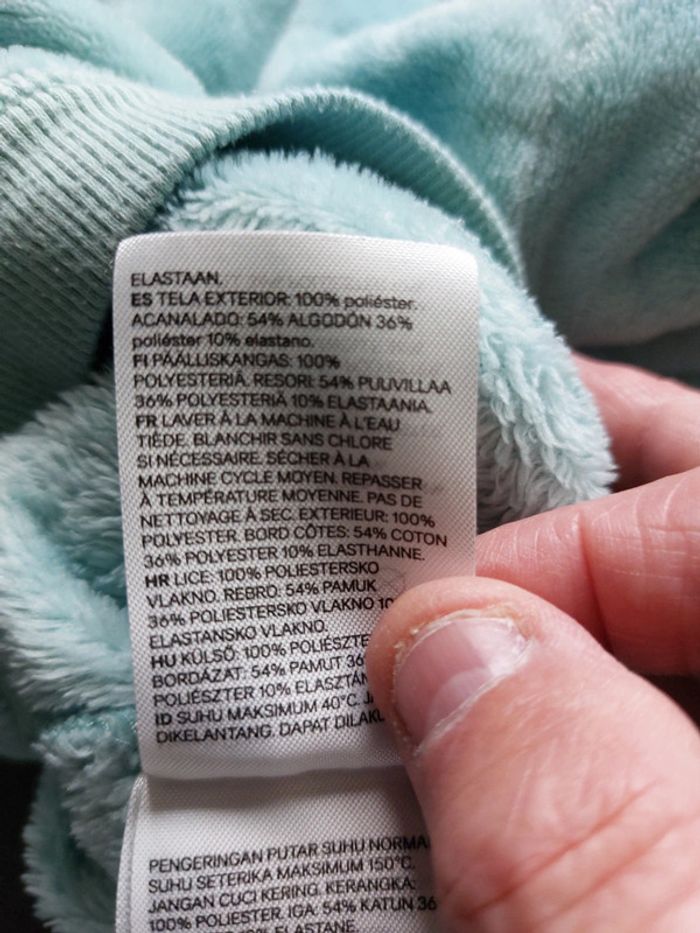 ELASTAAN.
ES TELA EXTERIOR: 100% poliéster.
ACANALADO: 54% ALGODÓN 36%
poliéster 10% elastano.
FI PÄÄLLISKANGAS: 100%
POLYESTERIÄ. RESORI: 54% PUUVILLAA
36% POLYESTERIÄ 10% ELASTAANIA.
FR LAVER À LA MACHINE À L'EAU
TIÈDE. BLANCHIR SANS CHLORE
SI NÉCESSAIRE. SÉCHER À LA
MACHINE CYCLE MOYEN. REPASSER
À TEMPÉRATURE MOYENNE. PAS DE
NETTOYAGE À SEC. EXTERIEUR: 100%
POLYESTER. BORD CÔTES: 54% COTON
36% POLYESTER 10% ELASTHANNE.
HR LICE: 100% POLIESTERSKO
VLAKNO. REBRO: 54% PAMUK
36% POLIESTERSKO VLAKNO
ELASTANSKO VLAKNO.
HU KÜLSŐ: 100%
BORDÁZAT: 54% PAMUT 36
POLIÉSZTER 10%
ID SUHU MAKSIMUM 40°C.
DIKELANTANG. DAPAT
PENGERINGAN PUTAR SUHU
SUHU SETERIKA MAKSIMUM 150°C.
JANGAN CUCI KERING. KERANGKA:
100% POLIESTER. IGA: 54% KATUN 36
ELASTANE.